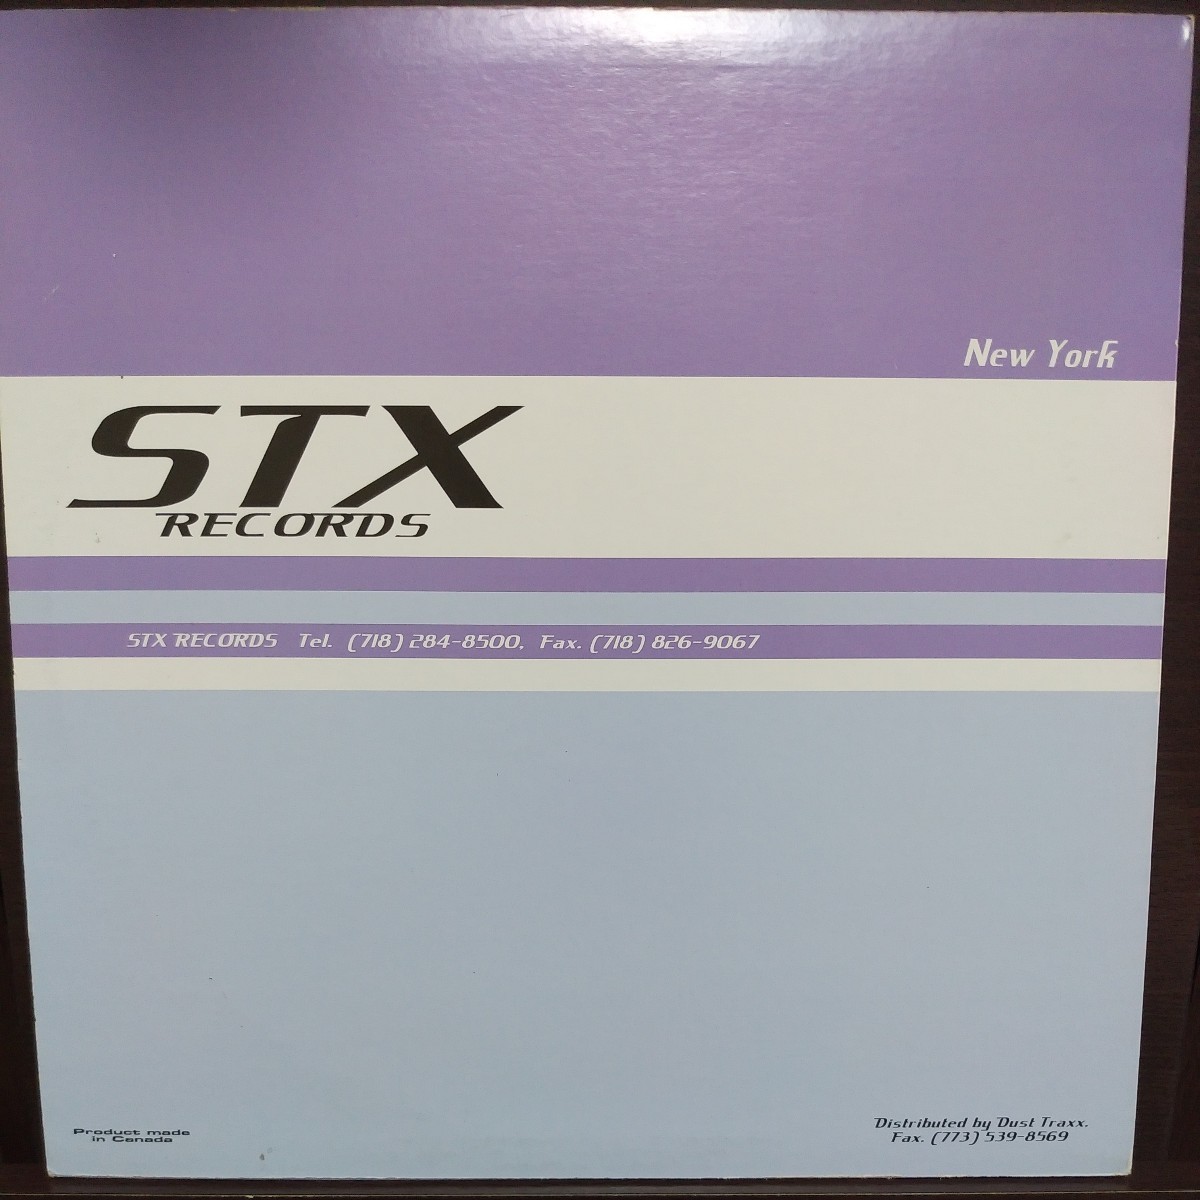 New York
STX
RECORDS
STX RECORDS Tel. (718) 284-8500, Fax. (718) 826-9067
Product made
in Canada
Distributed by Dust Traxx.
Fax. (773) 539-8569